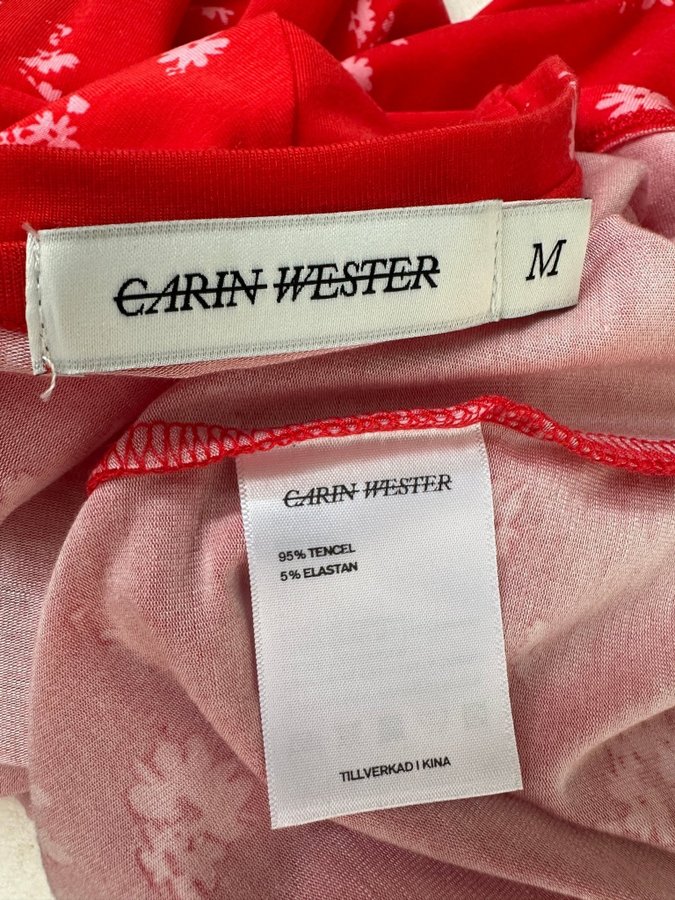 CARIN WESTER
M
CARIN WESTER
95% TENCEL
5% ELASTAN
TILLVERKAD I KINA